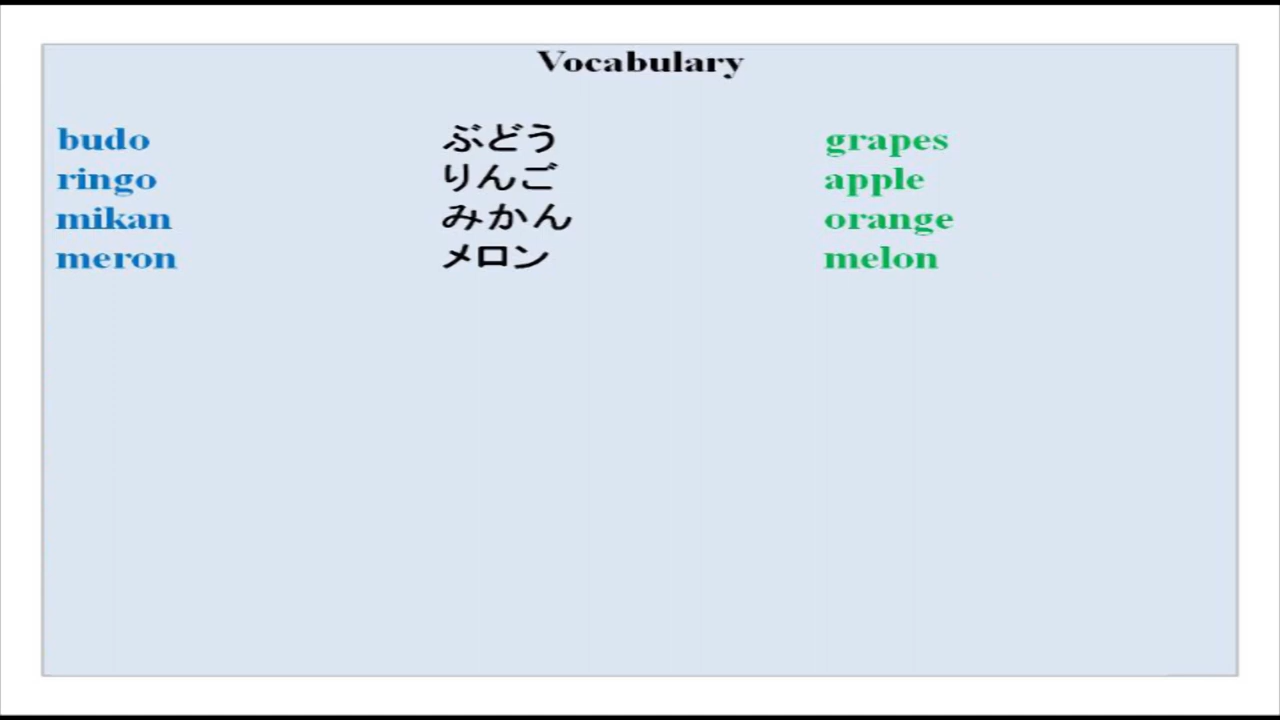 Vocabulary
budo ぶどう grapes
ringo りんご apple
mikan みかん orange
meron メロン melon